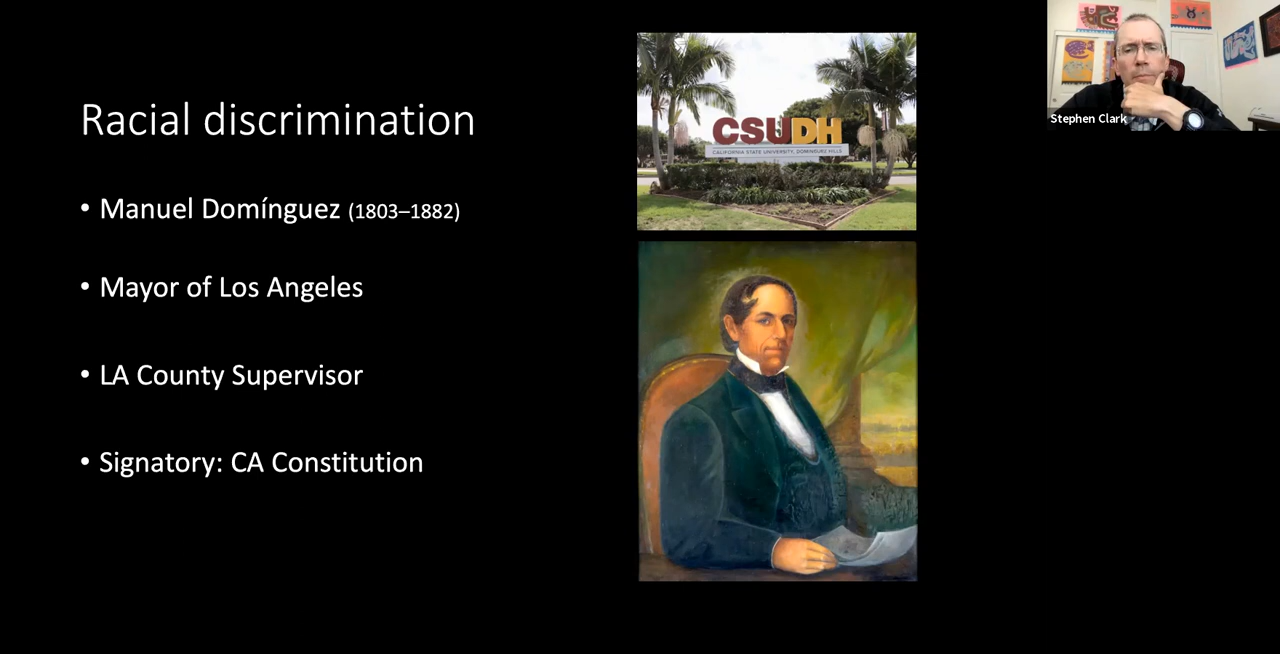 Racial discrimination
• Manuel Domínguez (1803–1882)
• Mayor of Los Angeles
• LA County Supervisor
• Signatory: CA Constitution
CSUDH
CALIFORNIA STATE UNIVERSITY, DOMINGUEZ HILLS
Stephen Clark